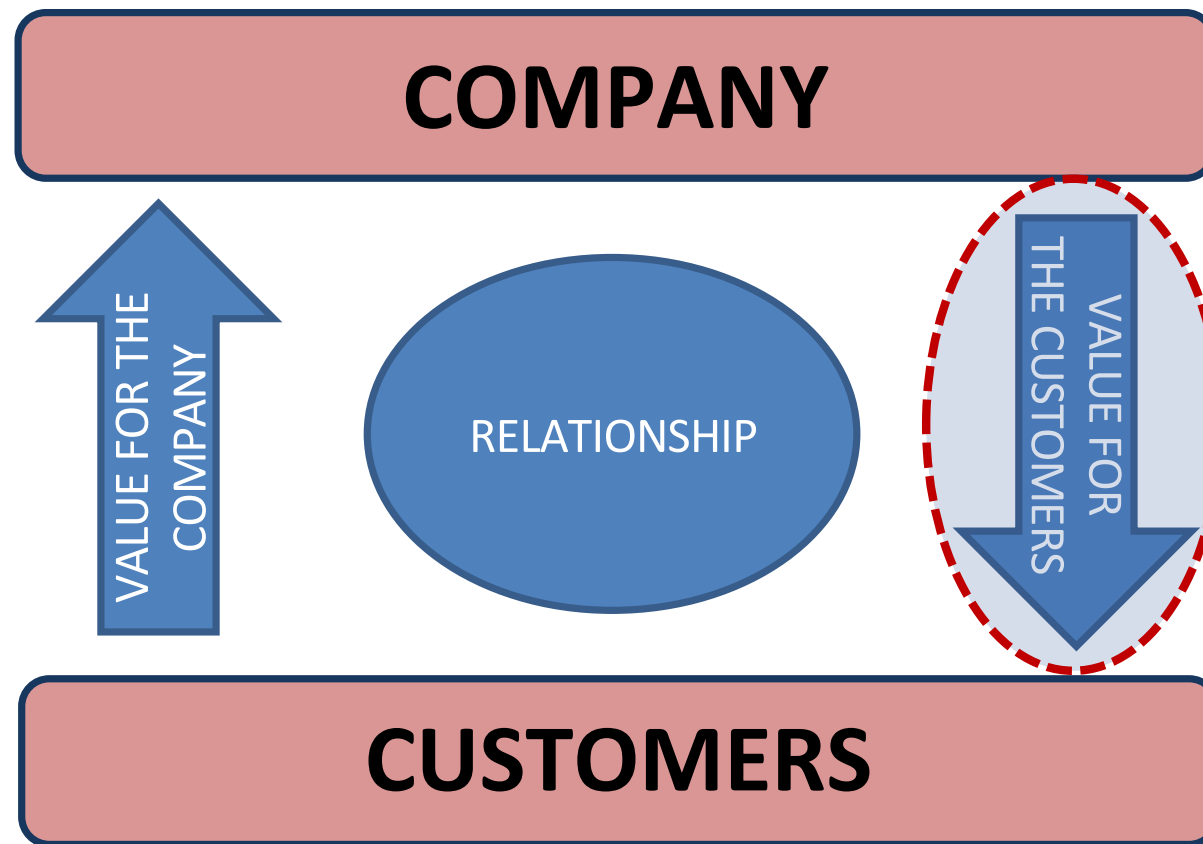 COMPANY
VALUE FOR THE
COMPANY
RELATIONSHIP
VALUE FOR
THE CUSTOMERS
CUSTOMERS